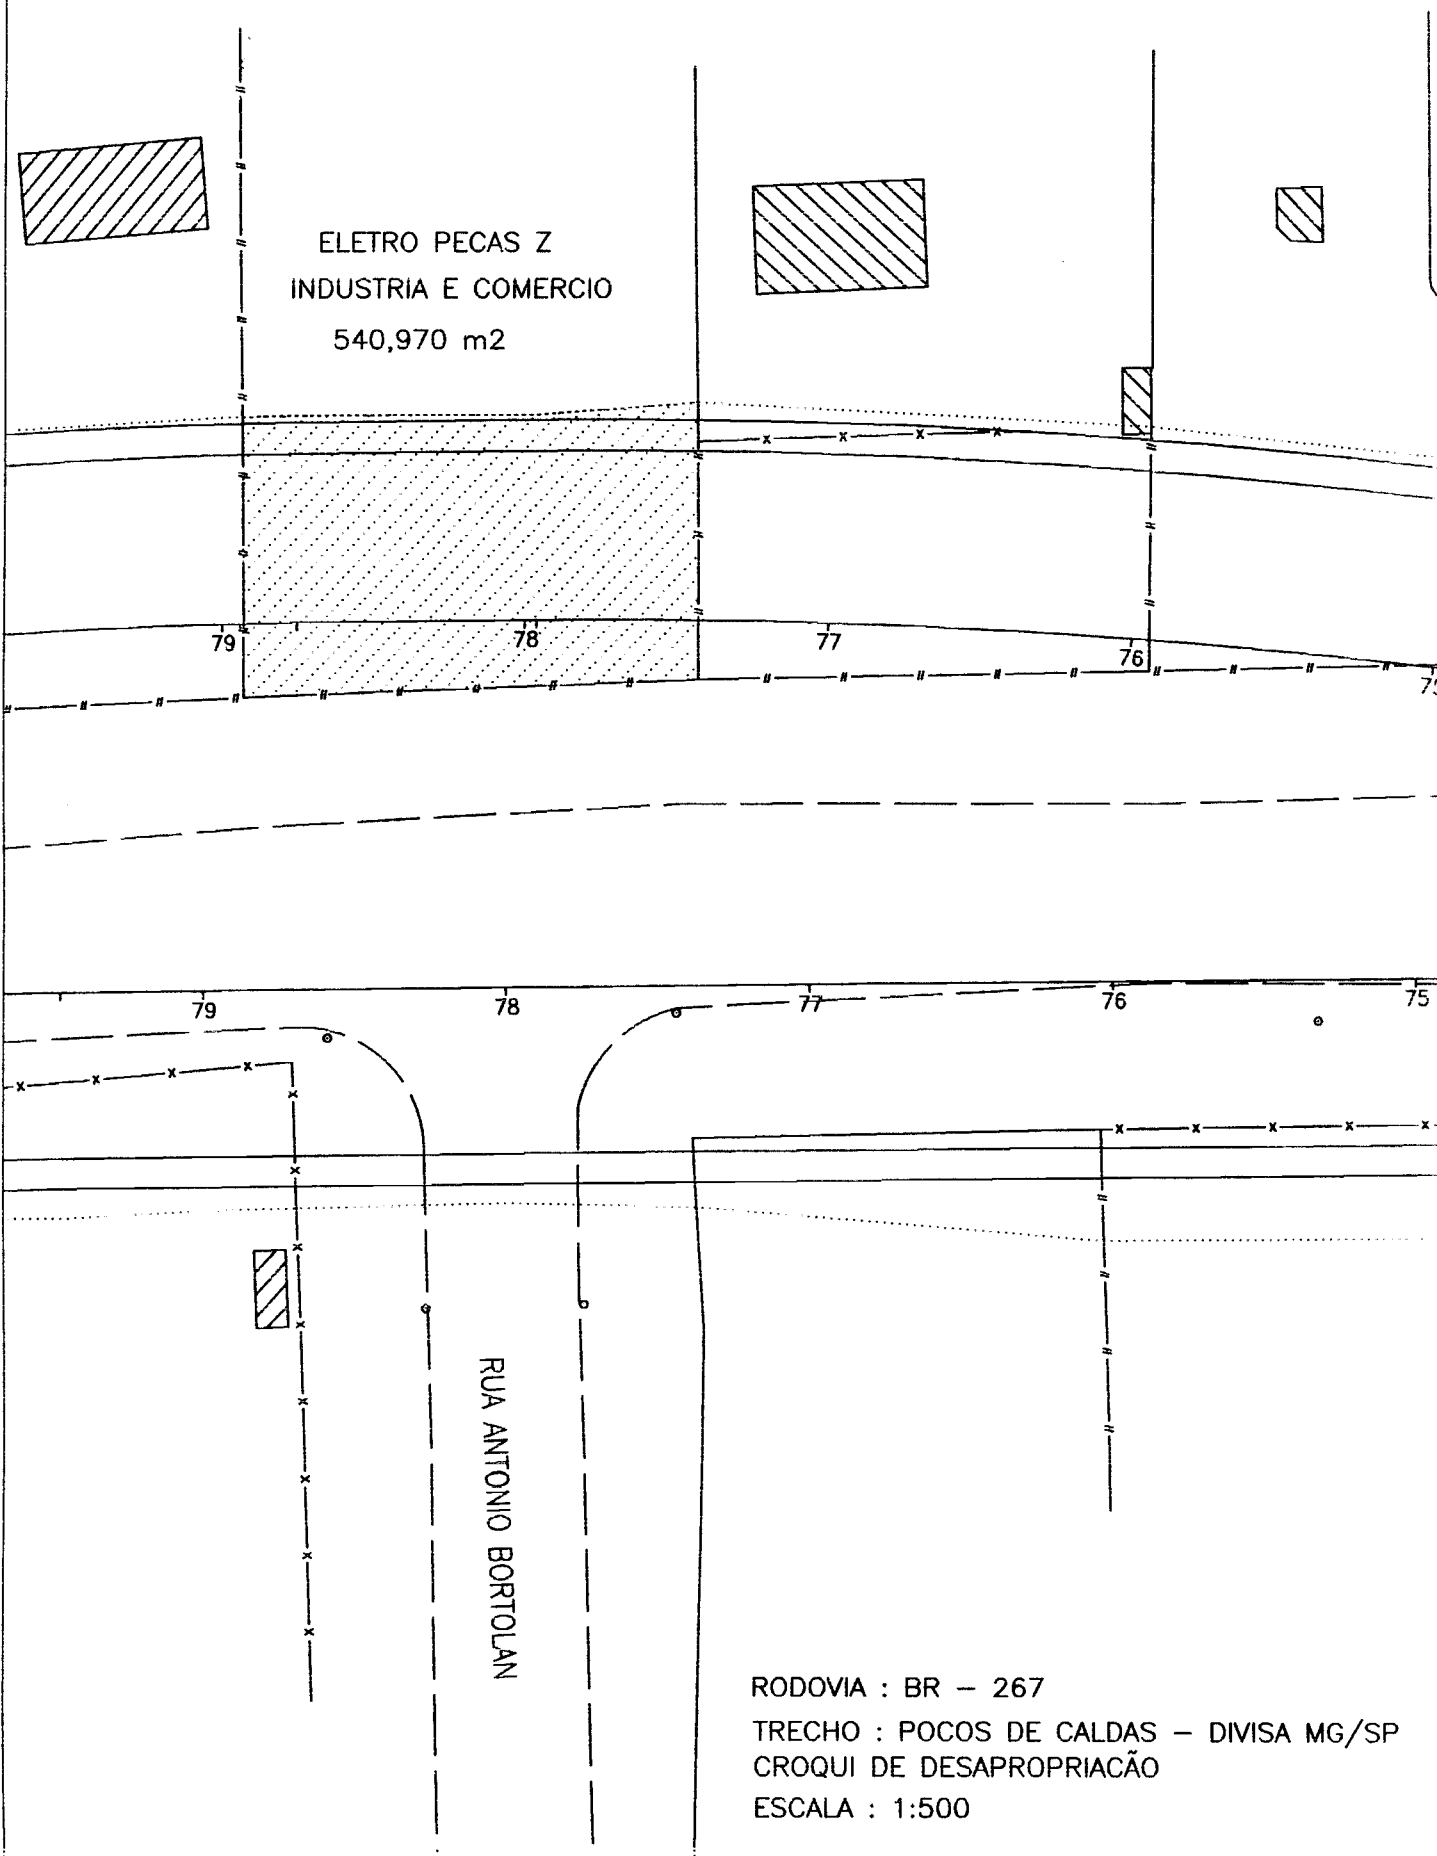 ELETRO PECAS Z
INDUSTRIA E COMERCIO
540,970 m2
79
78
77
76
79
78
77
76
75
RUA ANTONIO BORTOLAN
RODOVIA : BR - 267
TRECHO : POCOS DE CALDAS - DIVISA MG/SP
CROQUI DE DESAPROPRIACÃO
ESCALA : 1:500